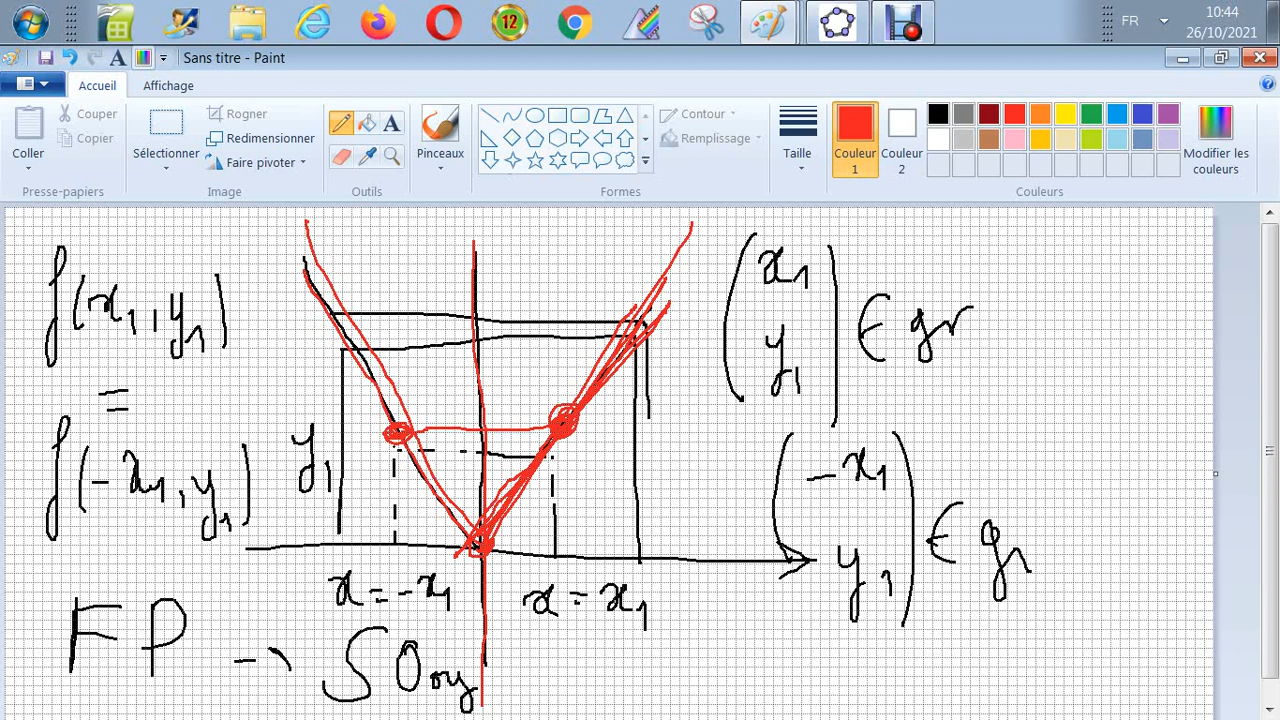 12
FR
10:44
26/10/2021
Sans titre - Paint
Accueil
Affichage
Coller
Couper
Copier
Presse-papiers
Sélectionner
Rogner
Redimensionner
Faire pivoter
Image
Outils
Pinceaux
Contour
Remplissage
Formes
Taille
Couleur 1
Couleur 2
Modifier les couleurs
Couleurs
f(x1, y1)
=
f(-x1, y1)
y1
x = -x1
x = x1
(x1
y1) ∈ gr
(-x1
y1) ∈ gr
FP → SOoy